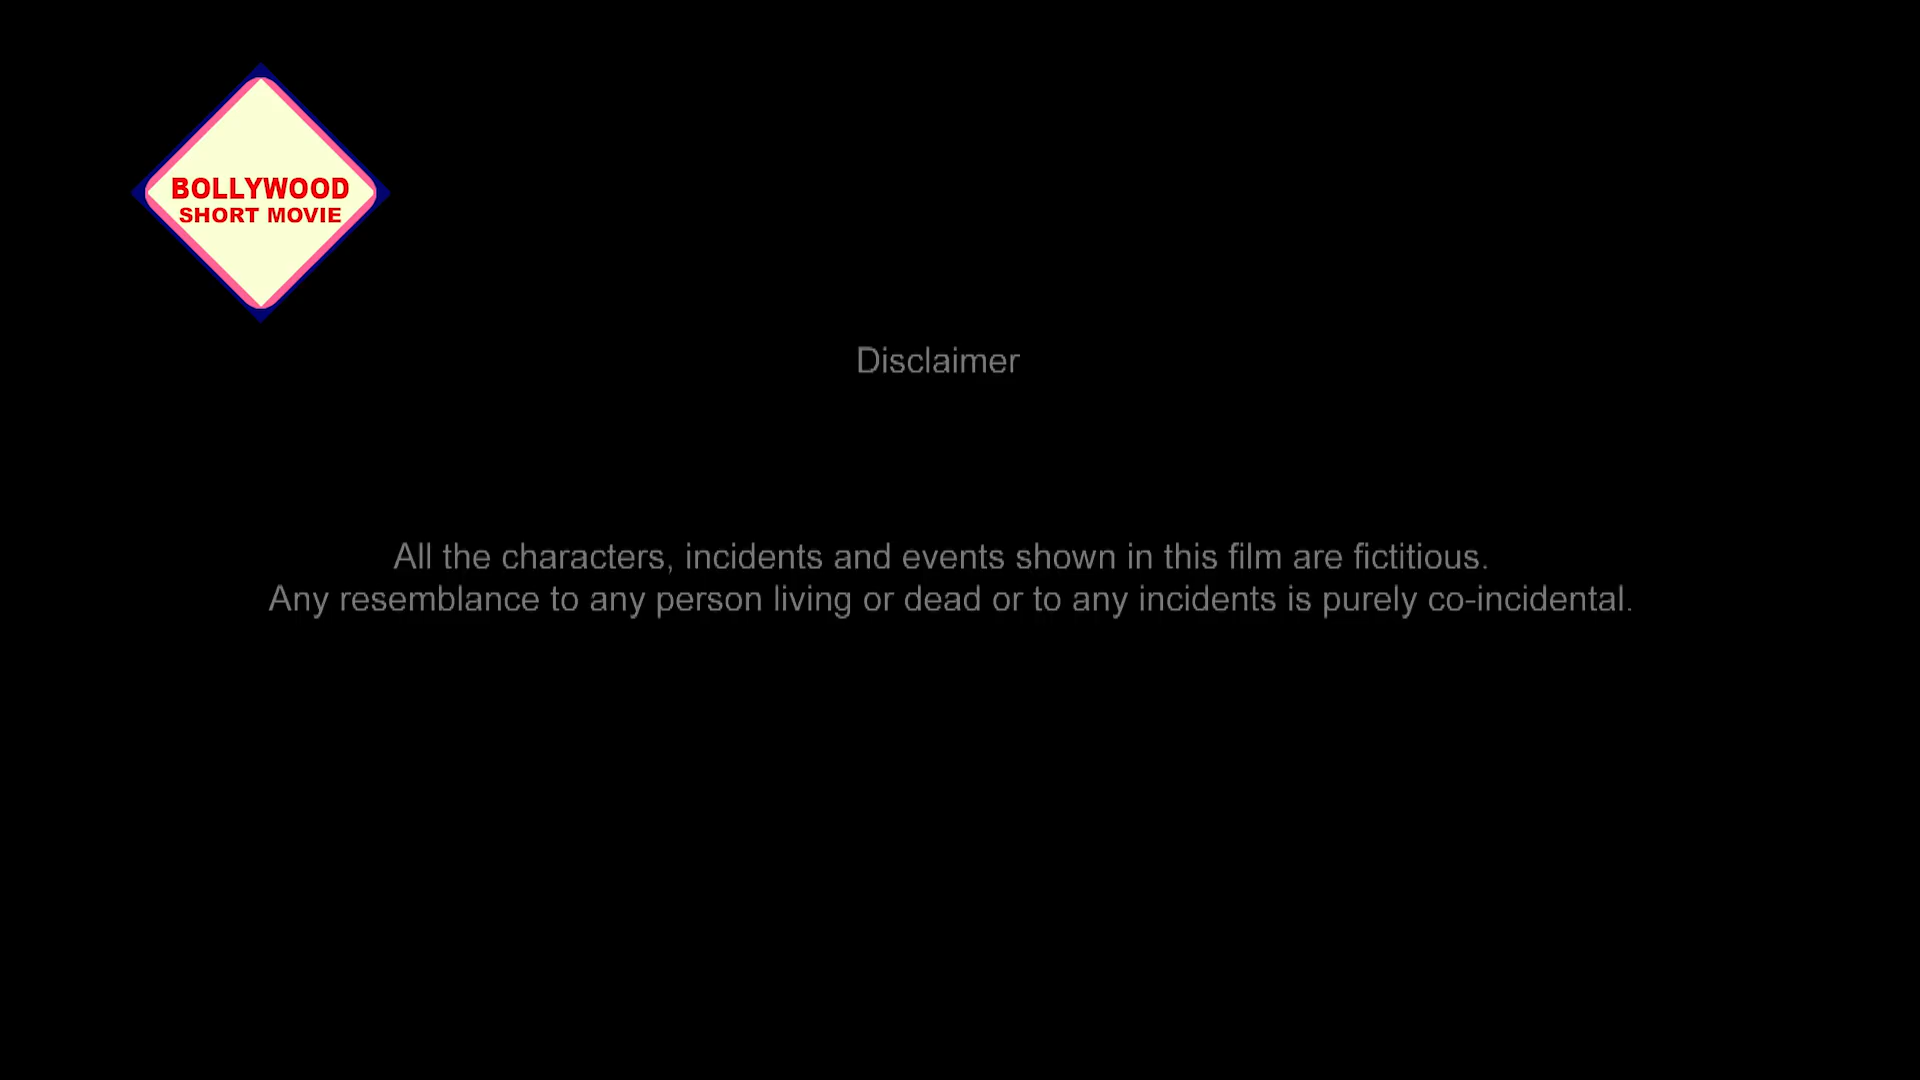 BOLLYWOOD
SHORT MOVIE
Disclaimer
All the characters, incidents and events shown in this film are fictitious.
Any resemblance to any person living or dead or to any incidents is purely co-incidental.